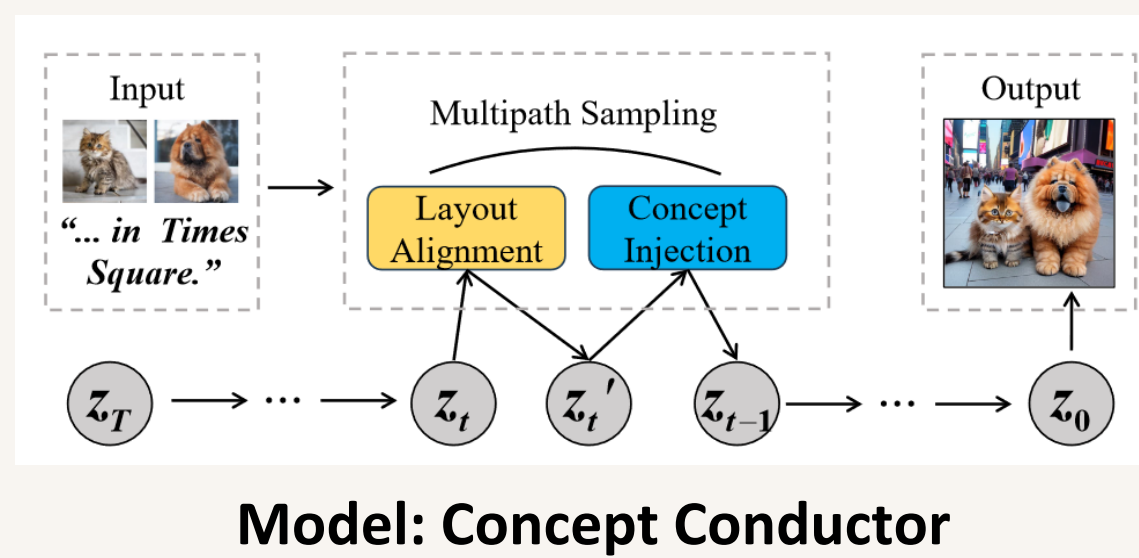 Input
“... in Times
Square.”
Multipath Sampling
Layout
Alignment
Concept
Injection
Output
z_T
...
z_t
z_t′
z_{t−1}
...
z_0
Model: Concept Conductor